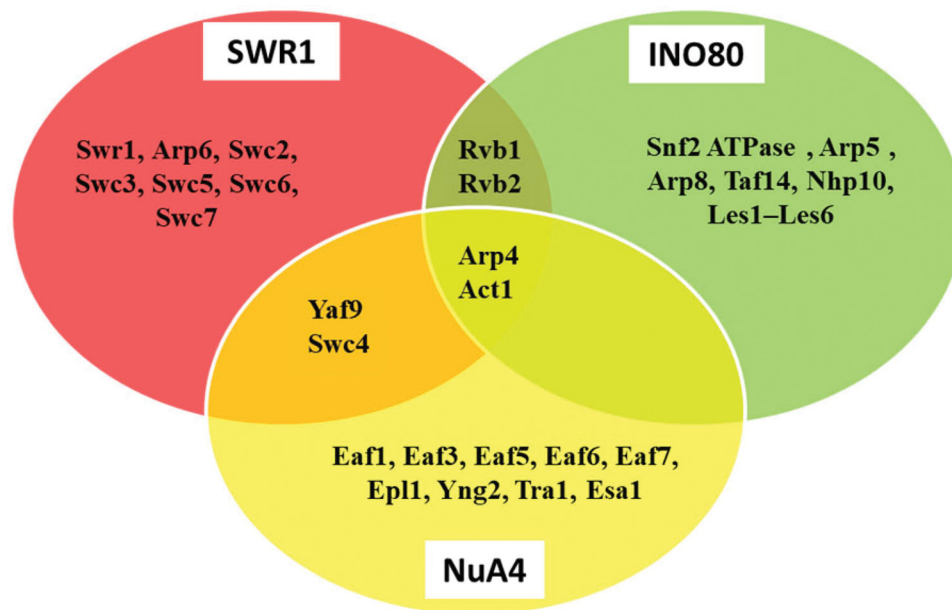 SWR1
INO80
Swr1, Arp6, Swc2,
Swc3, Swc5, Swc6,
Swc7
Rvb1
Rvb2
Snf2 ATPase , Arp5 ,
Arp8, Taf14, Nhp10,
Les1–Les6
Arp4
Act1
Yaf9
Swc4
Eaf1, Eaf3, Eaf5, Eaf6, Eaf7,
Epl1, Yng2, Tra1, Esa1
NuA4